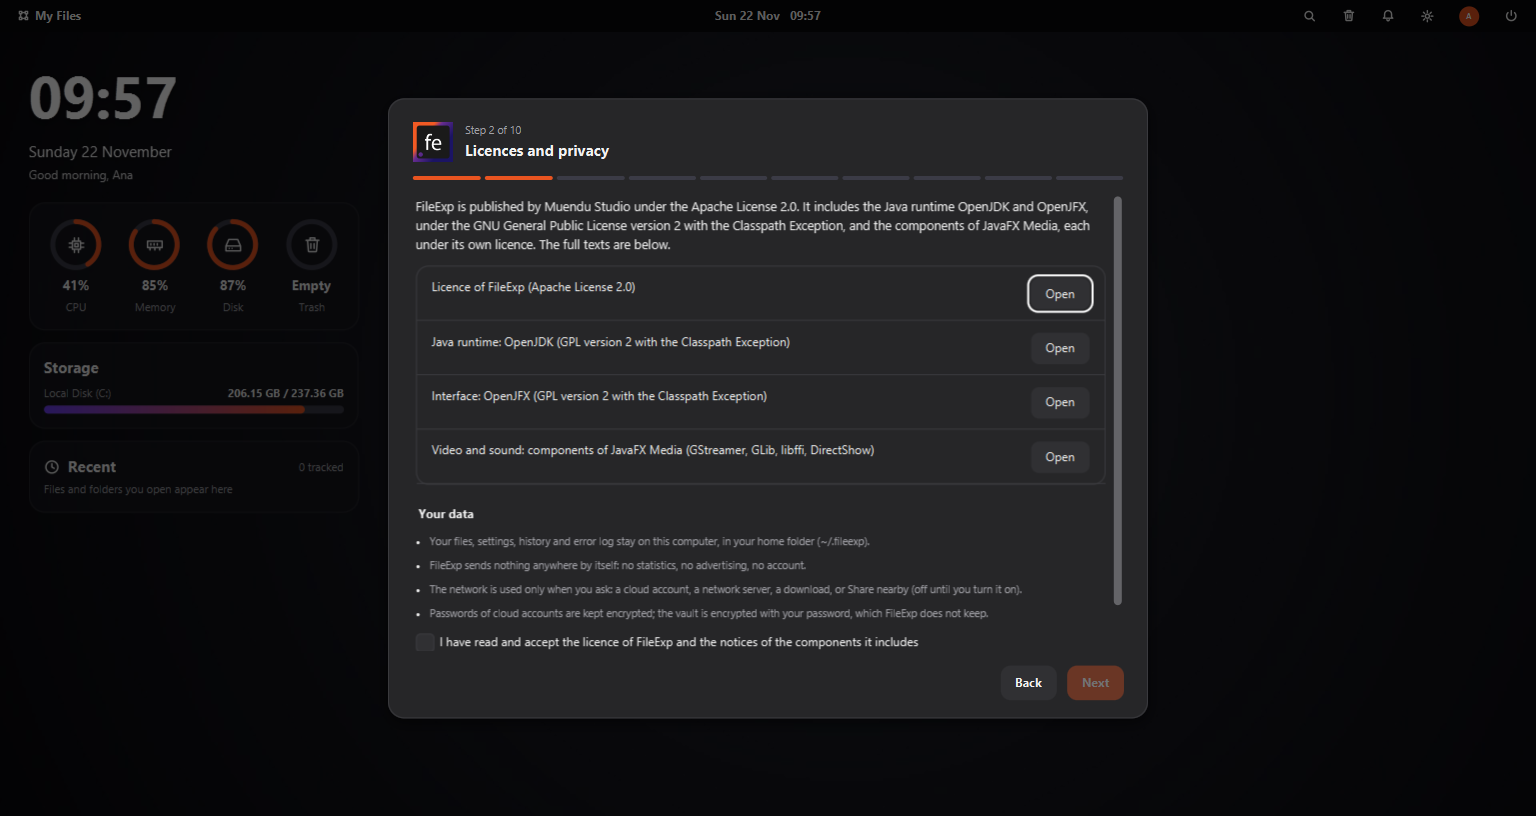 My Files
Sun 22 Nov 09:57
A
09:57
Sunday 22 November
Good morning, Ana
41%
CPU
85%
Memory
87%
Disk
Empty
Trash
Storage
Local Disk (C:)
206.15 GB / 237.36 GB
Recent
0 tracked
Files and folders you open appear here
fe
Step 2 of 10
Licences and privacy
FileExp is published by Muendu Studio under the Apache License 2.0. It includes the Java runtime OpenJDK and OpenJFX,
under the GNU General Public License version 2 with the Classpath Exception, and the components of JavaFX Media, each
under its own licence. The full texts are below.
Licence of FileExp (Apache License 2.0)
Open
Java runtime: OpenJDK (GPL version 2 with the Classpath Exception)
Open
Interface: OpenJFX (GPL version 2 with the Classpath Exception)
Open
Video and sound: components of JavaFX Media (GStreamer, GLib, libffi, DirectShow)
Open
Your data
• Your files, settings, history and error log stay on this computer, in your home folder (~/.fileexp).
• FileExp sends nothing anywhere by itself: no statistics, no advertising, no account.
• The network is used only when you ask: a cloud account, a network server, a download, or Share nearby (off until you turn it on).
• Passwords of cloud accounts are kept encrypted; the vault is encrypted with your password, which FileExp does not keep.
I have read and accept the licence of FileExp and the notices of the components it includes
Back
Next